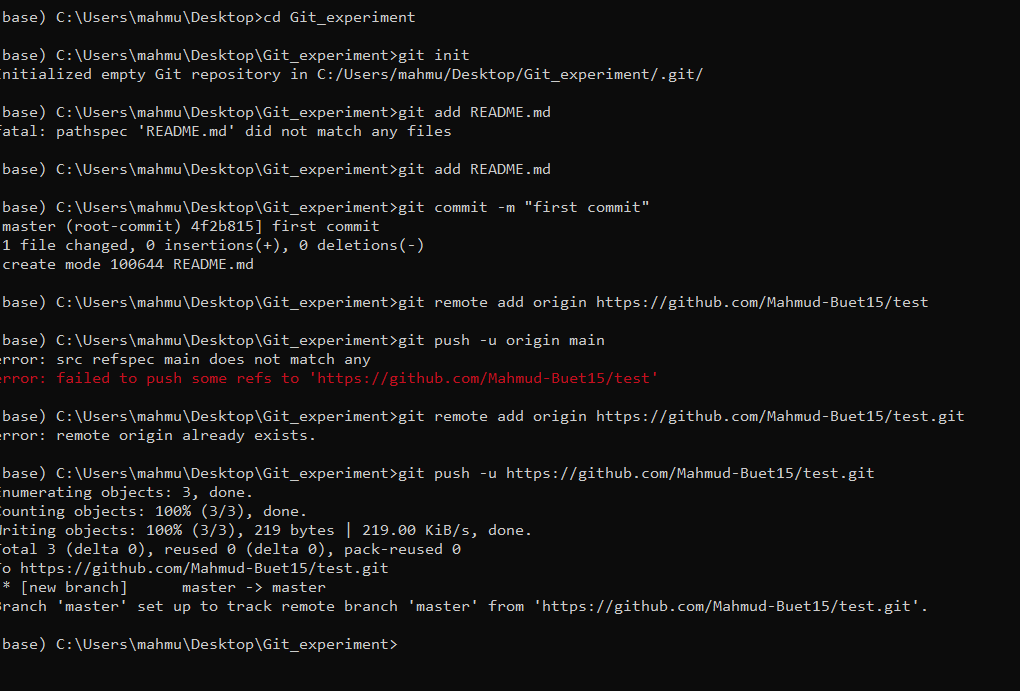 base) C:\Users\mahmu\Desktop>cd Git_experiment
base) C:\Users\mahmu\Desktop\Git_experiment>git init
Initialized empty Git repository in C:/Users/mahmu/Desktop/Git_experiment/.git/
base) C:\Users\mahmu\Desktop\Git_experiment>git add README.md
fatal: pathspec 'README.md' did not match any files
base) C:\Users\mahmu\Desktop\Git_experiment>git add README.md
base) C:\Users\mahmu\Desktop\Git_experiment>git commit -m "first commit"
master (root-commit) 4f2b815] first commit
1 file changed, 0 insertions(+), 0 deletions(-)
create mode 100644 README.md
base) C:\Users\mahmu\Desktop\Git_experiment>git remote add origin https://github.com/Mahmud-Buet15/test
base) C:\Users\mahmu\Desktop\Git_experiment>git push -u origin main
error: src refspec main does not match any
error: failed to push some refs to 'https://github.com/Mahmud-Buet15/test'
base) C:\Users\mahmu\Desktop\Git_experiment>git remote add origin https://github.com/Mahmud-Buet15/test.git
error: remote origin already exists.
base) C:\Users\mahmu\Desktop\Git_experiment>git push -u https://github.com/Mahmud-Buet15/test.git
Enumerating objects: 3, done.
Counting objects: 100% (3/3), done.
Writing objects: 100% (3/3), 219 bytes | 219.00 KiB/s, done.
Total 3 (delta 0), reused 0 (delta 0), pack-reused 0
To https://github.com/Mahmud-Buet15/test.git
* [new branch]      master -> master
Branch 'master' set up to track remote branch 'master' from 'https://github.com/Mahmud-Buet15/test.git'.
base) C:\Users\mahmu\Desktop\Git_experiment>